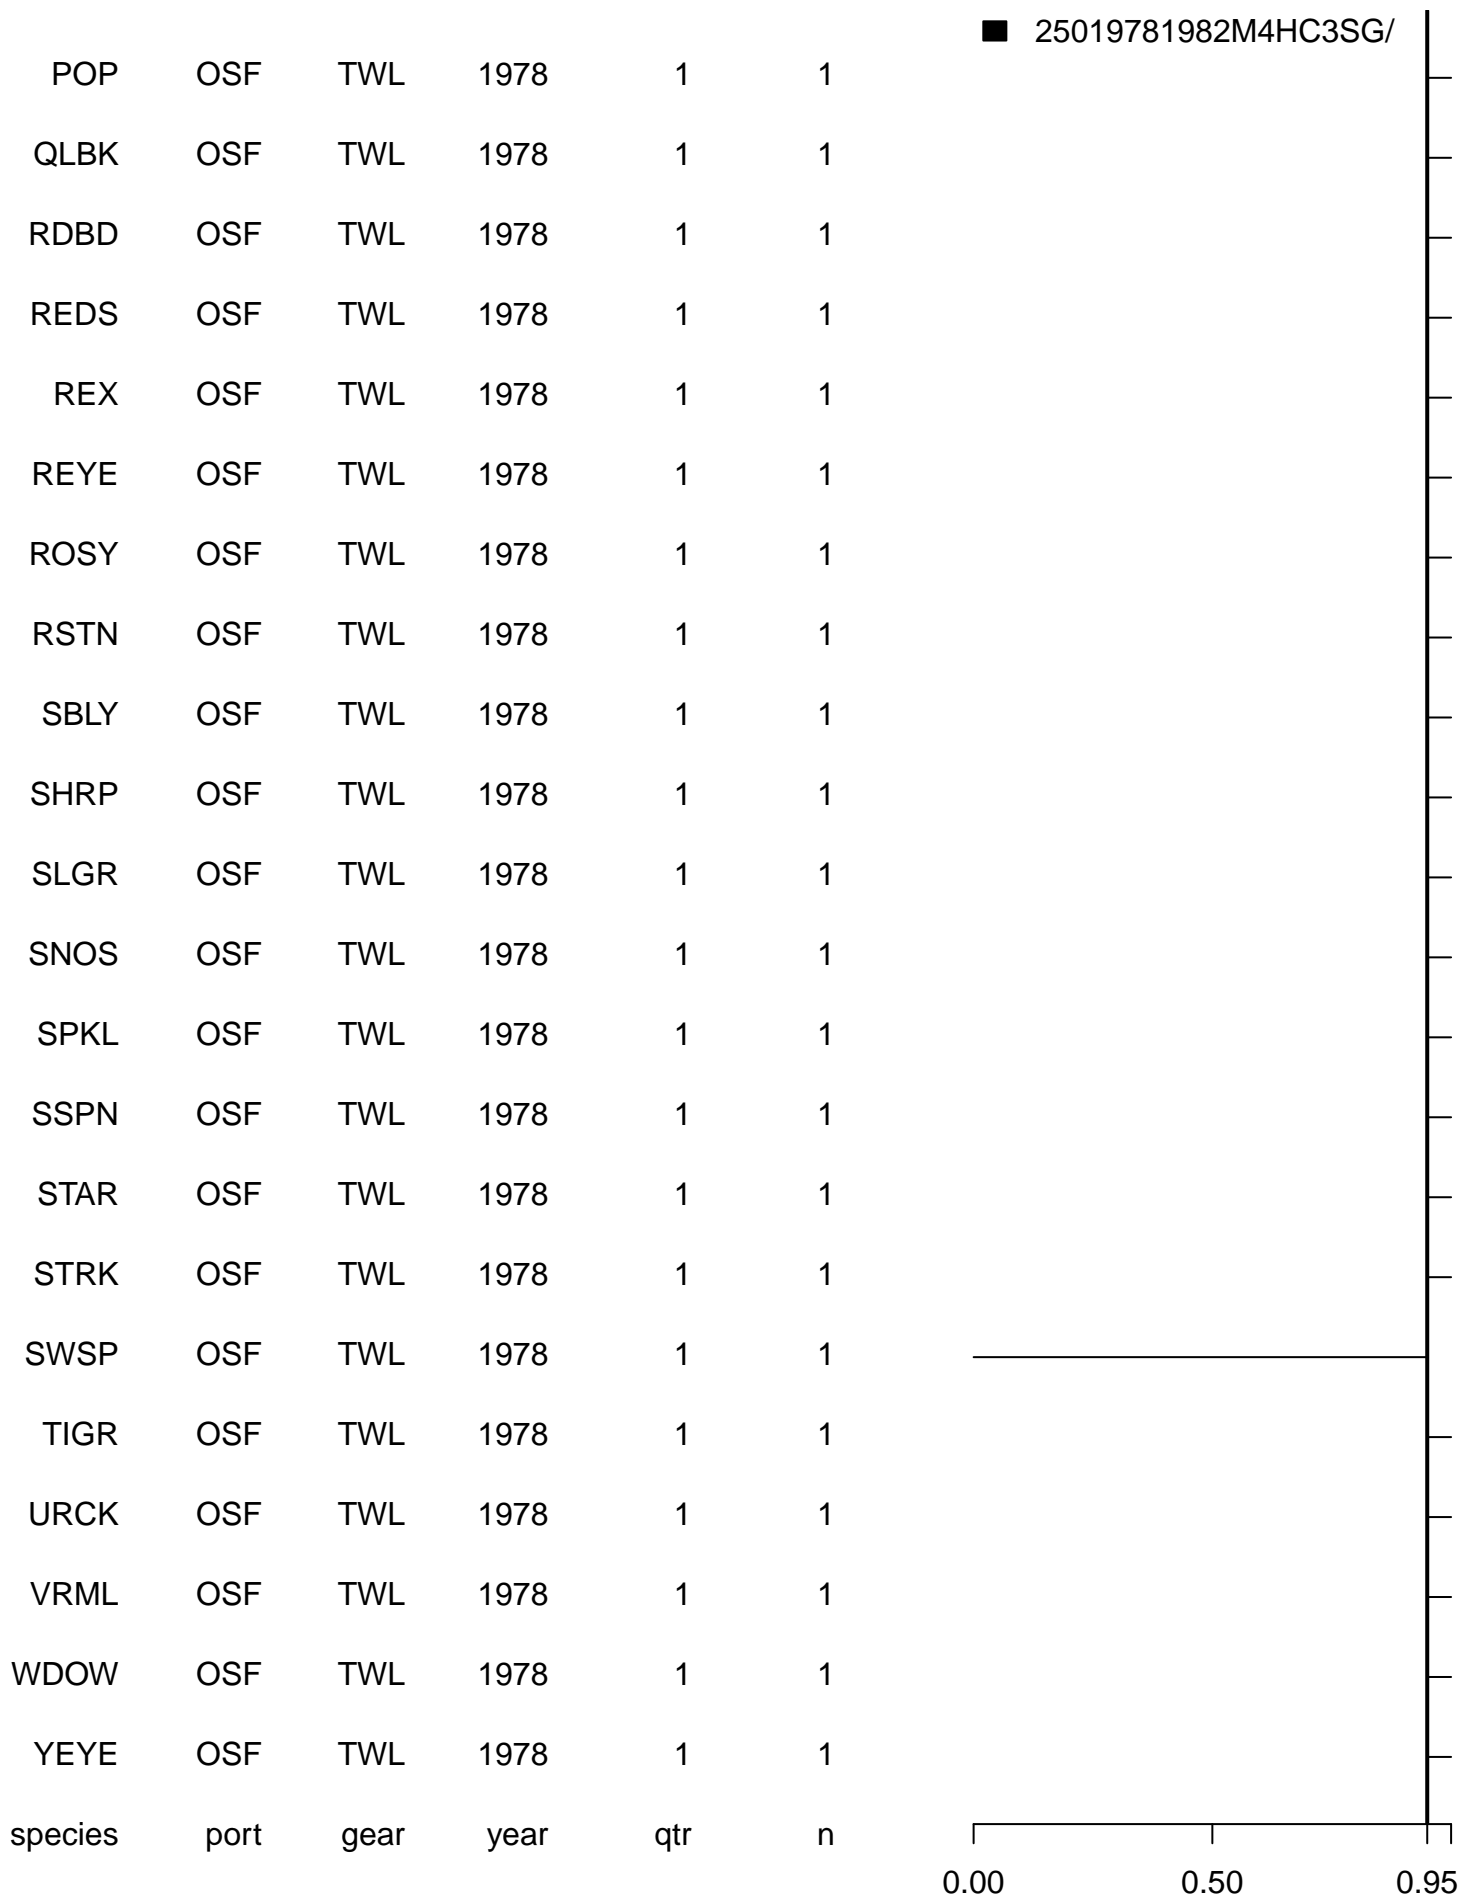 25019781982M4HC3SG/
POP OSF TWL 1978 1 1
QLBK OSF TWL 1978 1 1
RDBD OSF TWL 1978 1 1
REDS OSF TWL 1978 1 1
REX OSF TWL 1978 1 1
REYE OSF TWL 1978 1 1
ROSY OSF TWL 1978 1 1
RSTN OSF TWL 1978 1 1
SBLY OSF TWL 1978 1 1
SHRP OSF TWL 1978 1 1
SLGR OSF TWL 1978 1 1
SNOS OSF TWL 1978 1 1
SPKL OSF TWL 1978 1 1
SSPN OSF TWL 1978 1 1
STAR OSF TWL 1978 1 1
STRK OSF TWL 1978 1 1
SWSP OSF TWL 1978 1 1
TIGR OSF TWL 1978 1 1
URCK OSF TWL 1978 1 1
VRML OSF TWL 1978 1 1
WDOW OSF TWL 1978 1 1
YEYE OSF TWL 1978 1 1
species port gear year qtr n
0.00 0.50 0.95